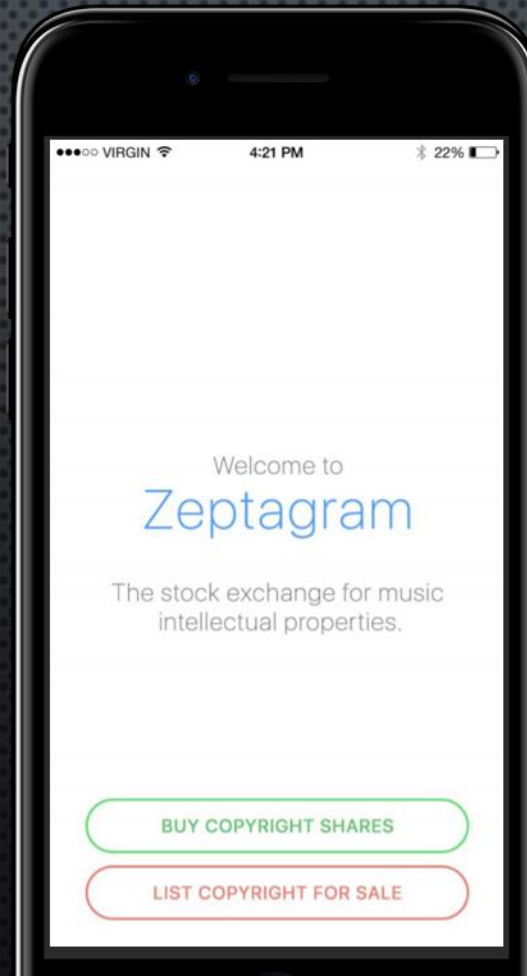 VIRGIN 4:21 PM 22%
Welcome to
Zeptagram
The stock exchange for music
intellectual properties.
BUY COPYRIGHT SHARES
LIST COPYRIGHT FOR SALE